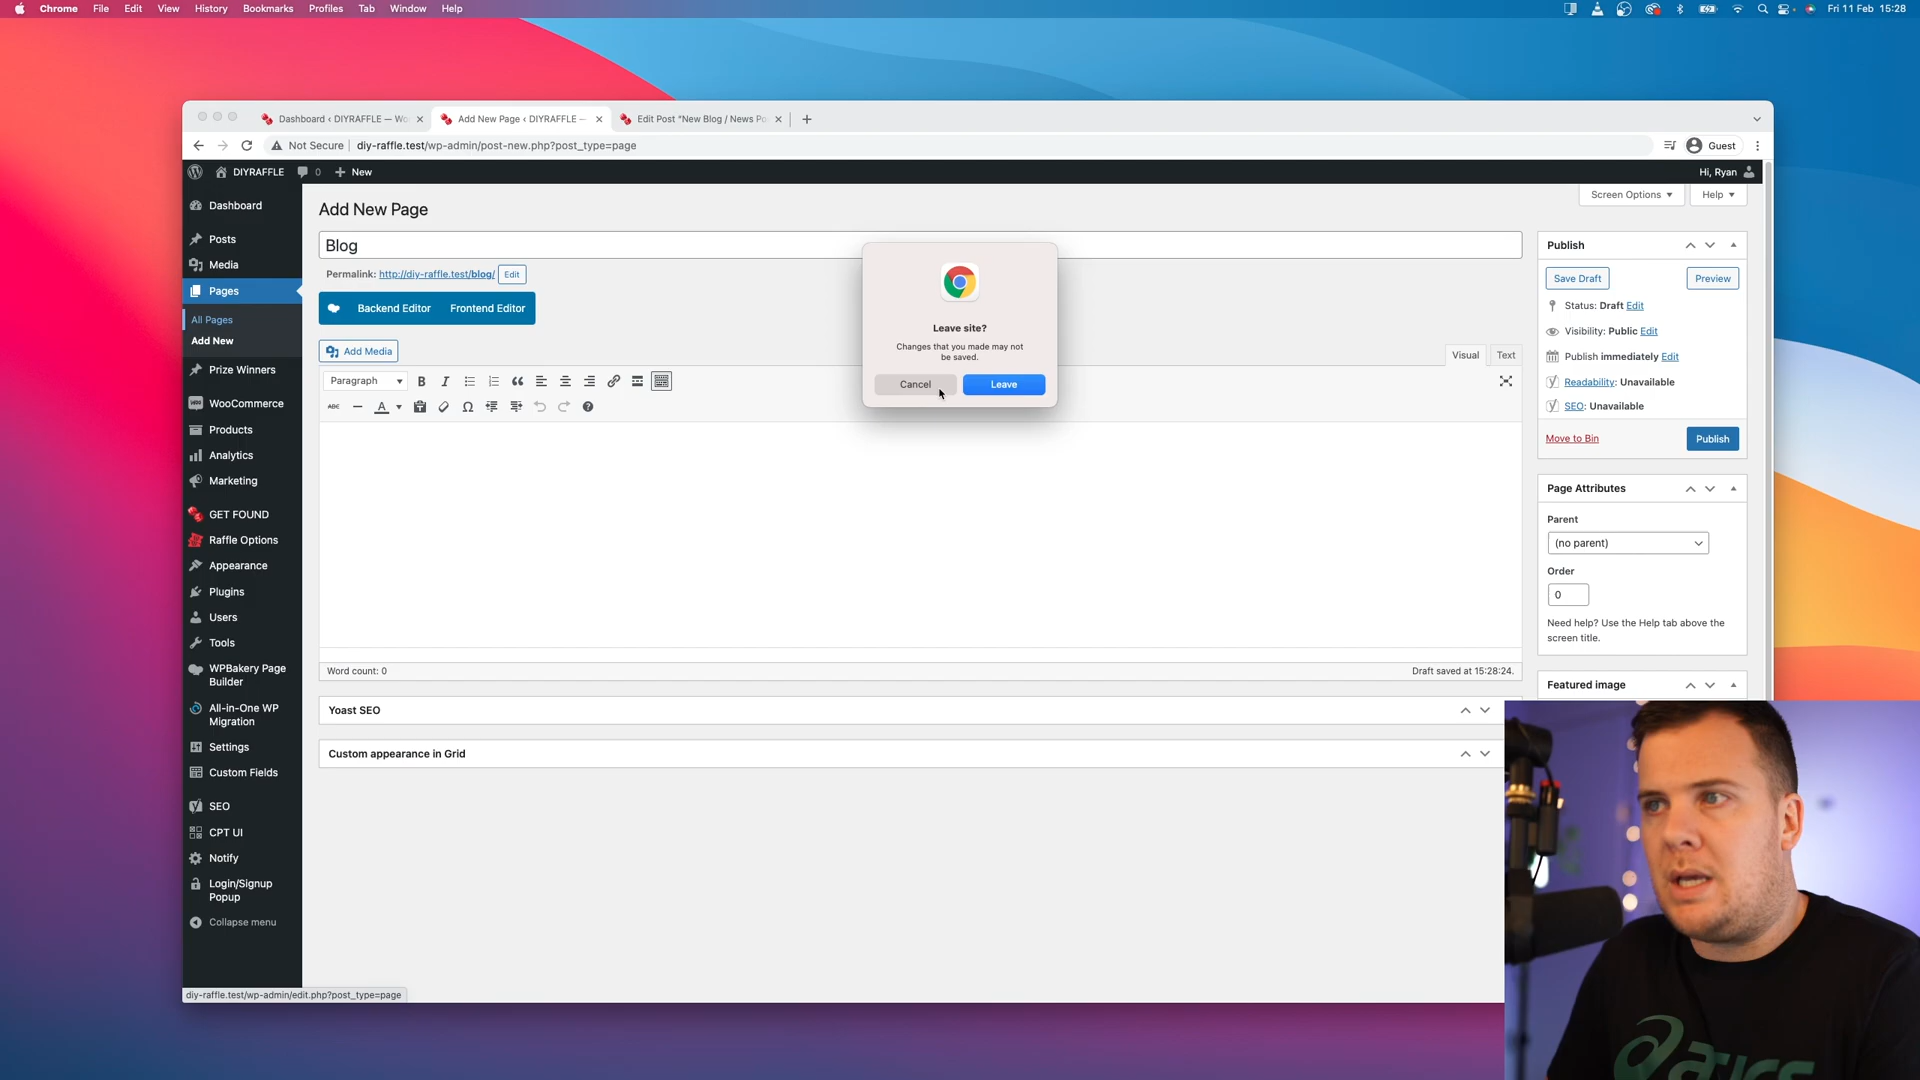 Chrome File Edit View History Bookmarks Profiles Tab Window Help
Fri 11 Feb 15:28
Dashboard ‹ DIYRAFFLE — Wo
Add New Page ‹ DIYRAFFLE —
Edit Post "New Blog / News Po
Not Secure diy-raffle.test/wp-admin/post-new.php?post_type=page
Guest
DIYRAFFLE 0 New
Hi, Ryan
Screen Options Help
Dashboard
Posts
Media
Pages
All Pages
Add New
Prize Winners
WooCommerce
Products
Analytics
Marketing
GET FOUND
Raffle Options
Appearance
Plugins
Users
Tools
WPBakery Page
Builder
All-in-One WP
Migration
Settings
Custom Fields
SEO
CPT UI
Notify
Login/Signup
Popup
Collapse menu
diy-raffle.test/wp-admin/edit.php?post_type=page
Add New Page
Blog
Permalink: http://diy-raffle.test/blog/ Edit
Backend Editor Frontend Editor
Add Media
Visual Text
Paragraph
Word count: 0
Draft saved at 15:28:24.
Yoast SEO
Custom appearance in Grid
Leave site?
Changes that you made may not
be saved.
Cancel Leave
Publish
Save Draft Preview
Status: Draft Edit
Visibility: Public Edit
Publish immediately Edit
Readability: Unavailable
SEO: Unavailable
Move to Bin Publish
Page Attributes
Parent
(no parent)
Order
0
Need help? Use the Help tab above the
screen title.
Featured image
asics